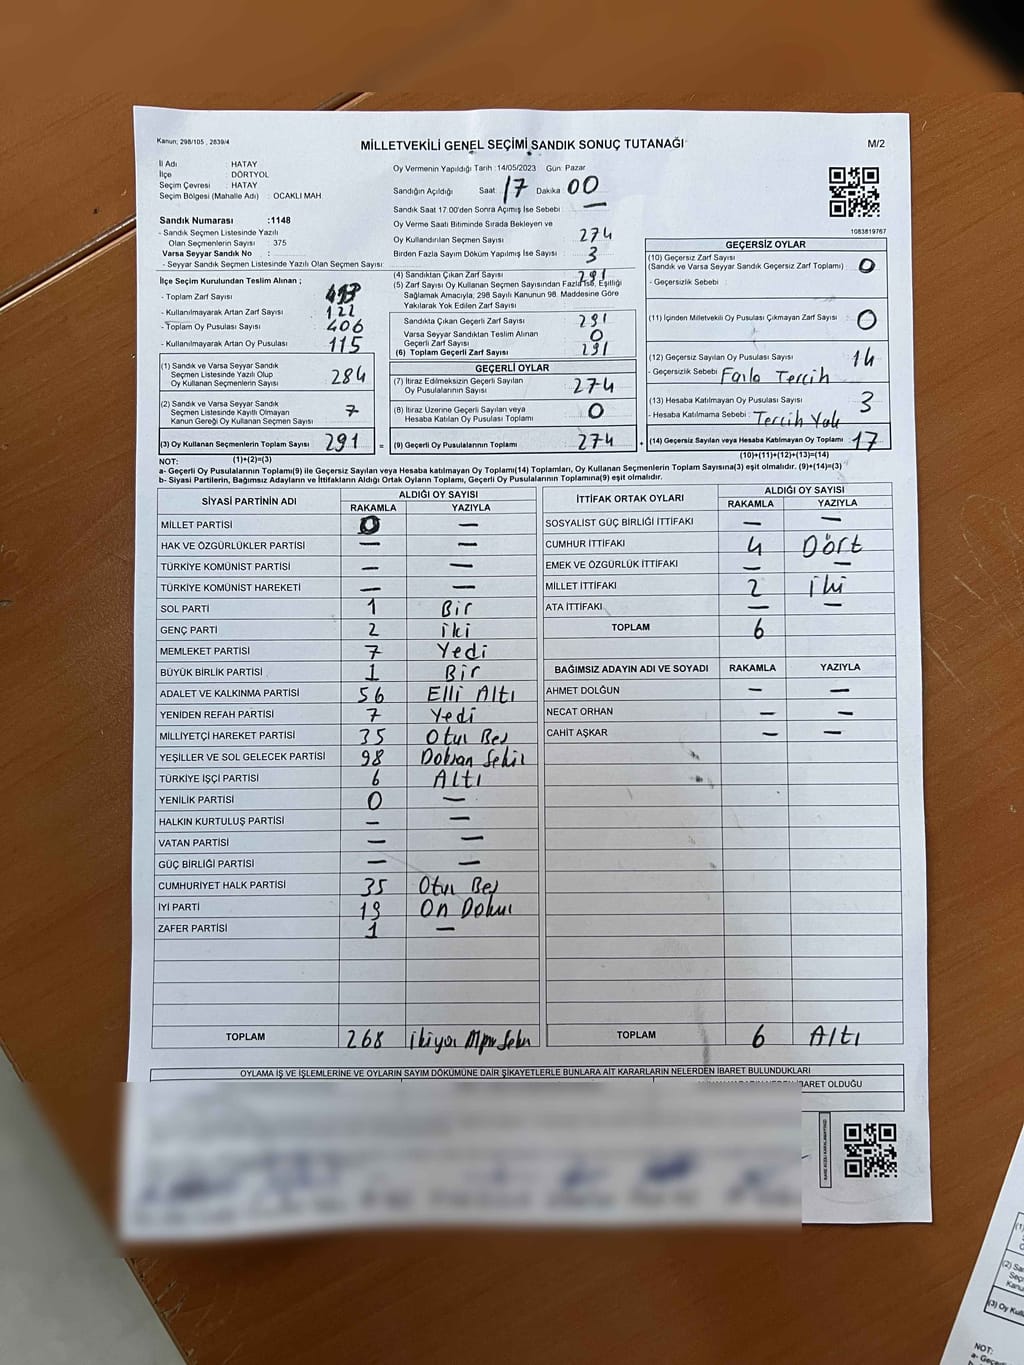 Kanun; 298/105 , 2839/4
MİLLETVEKİLİ GENEL SEÇİMİ SANDIK SONUÇ TUTANAĞI
M/2
İl Adı : HATAY
İlçe : DÖRTYOL
Seçim Çevresi : HATAY
Seçim Bölgesi (Mahalle Adı) : OCAKLI MAH.
Sandık Numarası :1148
- Sandık Seçmen Listesinde Yazılı
Olan Seçmenlerin Sayısı : 375
Varsa Seyyar Sandık No :
- Seyyar Sandık Seçmen Listesinde Yazılı Olan Seçmen Sayısı:
Oy Vermenin Yapıldığı Tarih :14/05/2023 Gün: Pazar
Sandığın Açıldığı Saat: 17 Dakika 00
Sandık Saat 17.00'den Sonra Açılmış İse Sebebi : —
Oy Verme Saati Bitiminde Sırada Bekleyen ve
Oy Kullandırılan Seçmen Sayısı : 274
Birden Fazla Sayım Döküm Yapılmış İse Sayısı : 3
1083819767
İlçe Seçim Kurulundan Teslim Alınan ;
- Toplam Zarf Sayısı :
- Kullanılmayarak Artan Zarf Sayısı : 122
- Toplam Oy Pusulası Sayısı : 406
- Kullanılmayarak Artan Oy Pusulası : 115
(1) Sandık ve Varsa Seyyar Sandık
Seçmen Listesinde Yazılı Olup
Oy Kullanan Seçmenlerin Sayısı 284
(2) Sandık ve Varsa Seyyar Sandık
Seçmen Listesinde Kayıtlı Olmayan
Kanun Gereği Oy Kullanan Seçmen Sayısı 7
(3) Oy Kullanan Seçmenlerin Toplam Sayısı 291 =
(1)+(2)=(3)
(4) Sandıktan Çıkan Zarf Sayısı : 291
(5) Zarf Sayısı Oy Kullanan Seçmen Sayısından Fazla İse, Eşitliği
Sağlamak Amacıyla; 298 Sayılı Kanunun 98. Maddesine Göre
Yakılarak Yok Edilen Zarf Sayısı :
Sandıkta Çıkan Geçerli Zarf Sayısı 291
Varsa Seyyar Sandıktan Teslim Alınan
Geçerli Zarf Sayısı 0
(6) Toplam Geçerli Zarf Sayısı 291
GEÇERLİ OYLAR
(7) İtiraz Edilmeksizin Geçerli Sayılan
Oy Pusulalarının Sayısı 274
(8) İtiraz Üzerine Geçerli Sayılan veya
Hesaba Katılan Oy Pusulası Toplamı 0
(9) Geçerli Oy Pusulalarının Toplamı 274 +
GEÇERSİZ OYLAR
(10) Geçersiz Zarf Sayısı
(Sandık ve Varsa Seyyar Sandık Geçersiz Zarf Toplamı) : 0
- Geçersizlik Sebebi :
(11) İçinden Milletvekili Oy Pusulası Çıkmayan Zarf Sayısı : 0
(12) Geçersiz Sayılan Oy Pusulası Sayısı : 14
- Geçersizlik Sebebi : Fazla Tercih
(13) Hesaba Katılmayan Oy Pusulası Sayısı : 3
- Hesaba Katılmama Sebebi : Tercih Yok
(14) Geçersiz Sayılan veya Hesaba Katılmayan Oy Toplamı 17
(10)+(11)+(12)+(13)=(14)
NOT:
a- Geçerli Oy Pusulalarının Toplamı(9) ile Geçersiz Sayılan veya Hesaba katılmayan Oy Toplamı(14) Toplamları, Oy Kullanan Seçmenlerin Toplam Sayısına(3) eşit olmalıdır. (9)+(14)=(3)
b- Siyasi Partilerin, Bağımsız Adayların ve İttifakların Aldığı Ortak Oyların Toplamı, Geçerli Oy Pusulalarının Toplamına(9) eşit olmalıdır.
SİYASİ PARTİNİN ADI ALDIĞI OY SAYISI
RAKAMLA YAZIYLA
MİLLET PARTİSİ 0 —
HAK VE ÖZGÜRLÜKLER PARTİSİ — —
TÜRKİYE KOMÜNİST PARTİSİ — —
TÜRKİYE KOMÜNİST HAREKETİ — —
SOL PARTİ 1 Bir
GENÇ PARTİ 2 iki
MEMLEKET PARTİSİ 7 Yedi
BÜYÜK BİRLİK PARTİSİ 1 Bir
ADALET VE KALKINMA PARTİSİ 56 Elli Altı
YENİDEN REFAH PARTİSİ 7 Yedi
MİLLİYETÇİ HAREKET PARTİSİ 35 Otuz Beş
YEŞİLLER VE SOL GELECEK PARTİSİ 98 Doksan Sekiz
TÜRKİYE İŞÇİ PARTİSİ 6 Altı
YENİLİK PARTİSİ 0 —
HALKIN KURTULUŞ PARTİSİ — —
VATAN PARTİSİ — —
GÜÇ BİRLİĞİ PARTİSİ — —
CUMHURİYET HALK PARTİSİ 35 Otuz Beş
İYİ PARTİ 19 On Dokuz
ZAFER PARTİSİ 1 —
TOPLAM 268 ikiyüz Sekiz
İTTİFAK ORTAK OYLARI ALDIĞI OY SAYISI
RAKAMLA YAZIYLA
SOSYALİST GÜÇ BİRLİĞİ İTTİFAKI — —
CUMHUR İTTİFAKI 4 Dört
EMEK VE ÖZGÜRLÜK İTTİFAKI — —
MİLLET İTTİFAKI 2 iki
ATA İTTİFAKI — —
TOPLAM 6
BAĞIMSIZ ADAYIN ADI VE SOYADI RAKAMLA YAZIYLA
AHMET DOLĞUN — —
NECAT ORHAN — —
CAHİT AŞKAR — —
TOPLAM 6 Altı
OYLAMA İŞ VE İŞLEMLERİNE VE OYLARIN SAYIM DÖKÜMÜNE DAİR ŞİKAYETLERLE BUNLARA AİT KARARLARIN NELERDEN İBARET BULUNDUKLARI
İBARET OLDUĞU